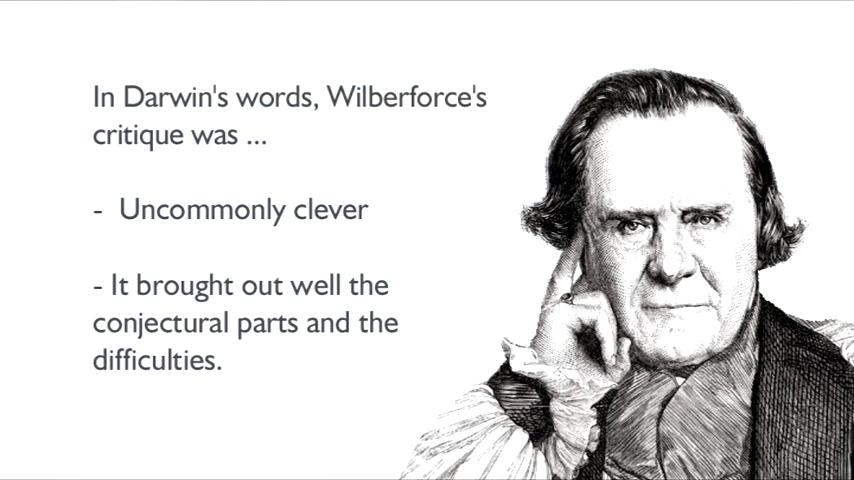 In Darwin's words, Wilberforce's
critique was ...
- Uncommonly clever
- It brought out well the
conjectural parts and the
difficulties.